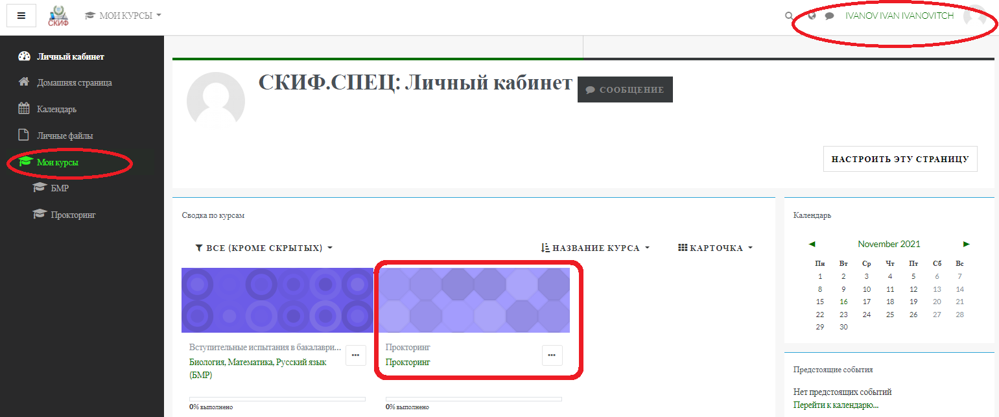 СКИФ
МОИ КУРСЫ
IVANOV IVAN IVANOVITCH
Личный кабинет
Домашняя страница
Календарь
Личные файлы
Мои курсы
БМР
Прокторинг
СКИФ.СПЕЦ: Личный кабинет
СООБЩЕНИЕ
НАСТРОИТЬ ЭТУ СТРАНИЦУ
Сводка по курсам
ВСЕ (КРОМЕ СКРЫТЫХ)
НАЗВАНИЕ КУРСА
КАРТОЧКА
Вступительные испытания в бакалаври...
Биология, Математика, Русский язык
(БМР)
0% выполнено
Прокторинг
Прокторинг
0% выполнено
Календарь
◄ November 2021 ►
Пн Вт Ср Чт Пт Сб Вс
1 2 3 4 5 6 7
8 9 10 11 12 13 14
15 16 17 18 19 20 21
22 23 24 25 26 27 28
29 30
Предстоящие события
Нет предстоящих событий
Перейти к календарю...